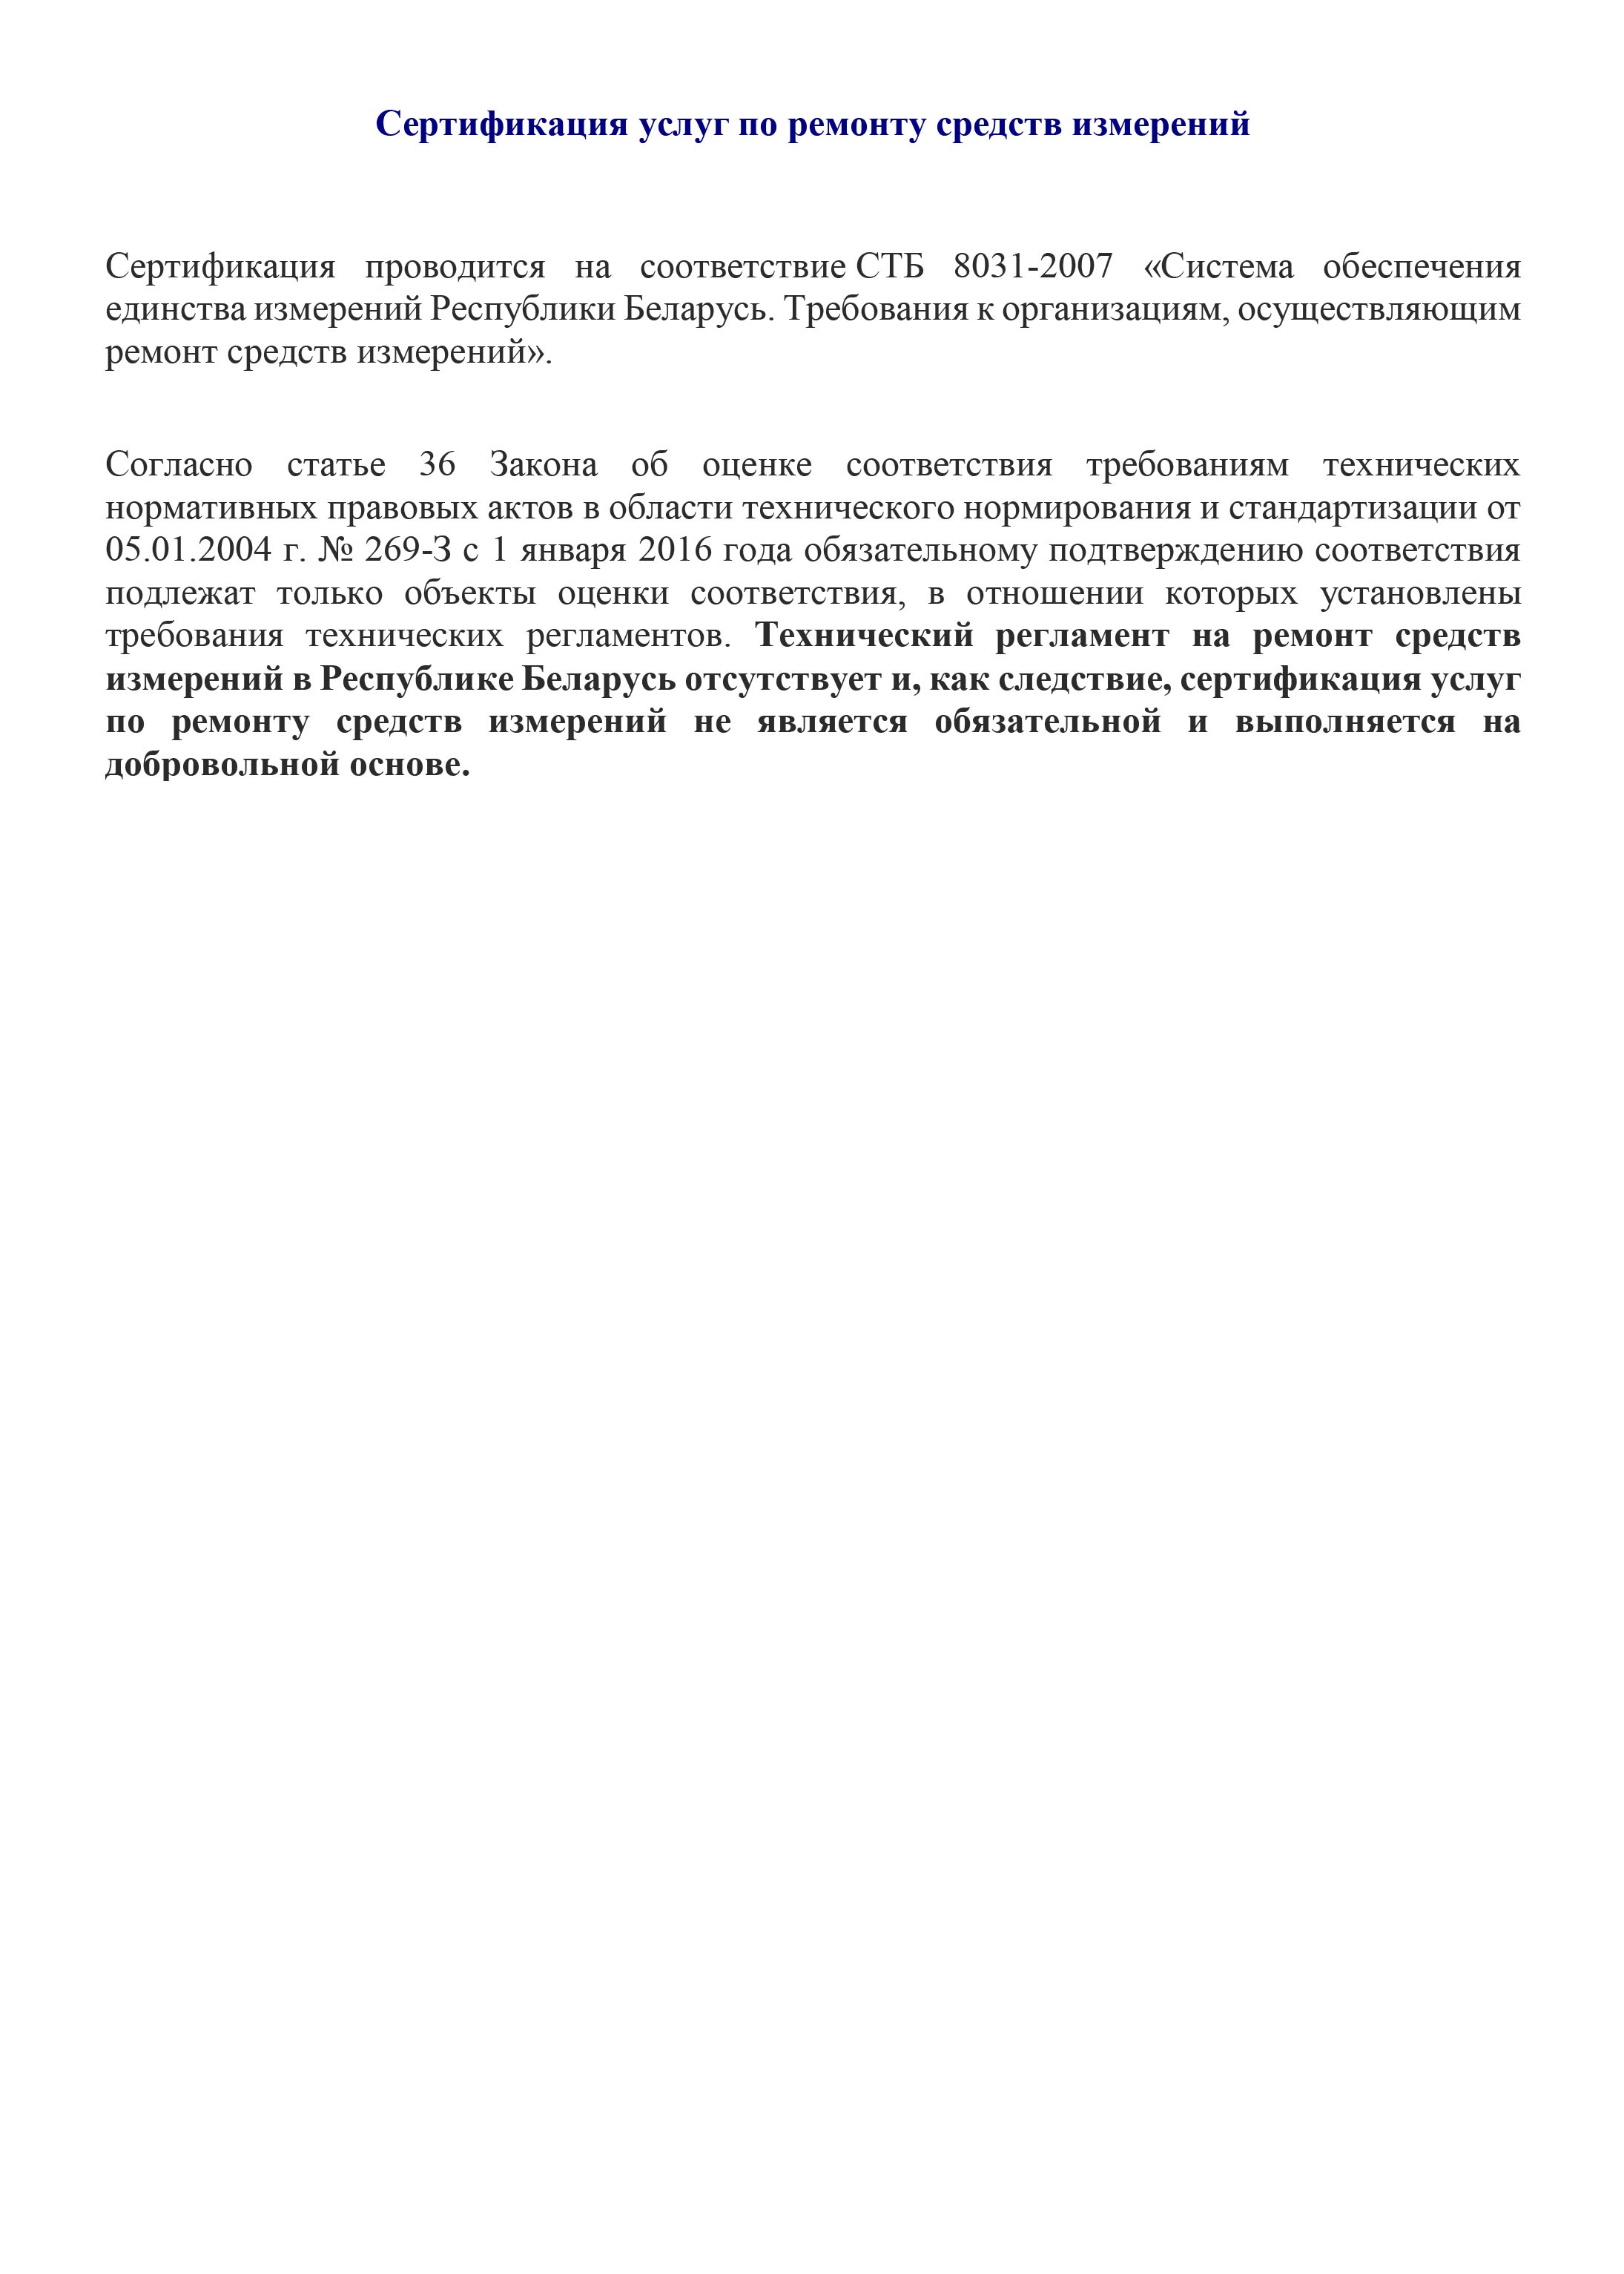 Сертификация услуг по ремонту средств измерений
Сертификация проводится на соответствие СТБ 8031-2007 «Система обеспечения
единства измерений Республики Беларусь. Требования к организациям, осуществляющим
ремонт средств измерений».
Согласно статье 36 Закона об оценке соответствия требованиям технических
нормативных правовых актов в области технического нормирования и стандартизации от
05.01.2004 г. № 269-З с 1 января 2016 года обязательному подтверждению соответствия
подлежат только объекты оценки соответствия, в отношении которых установлены
требования технических регламентов. Технический регламент на ремонт средств
измерений в Республике Беларусь отсутствует и, как следствие, сертификация услуг
по ремонту средств измерений не является обязательной и выполняется на
добровольной основе.